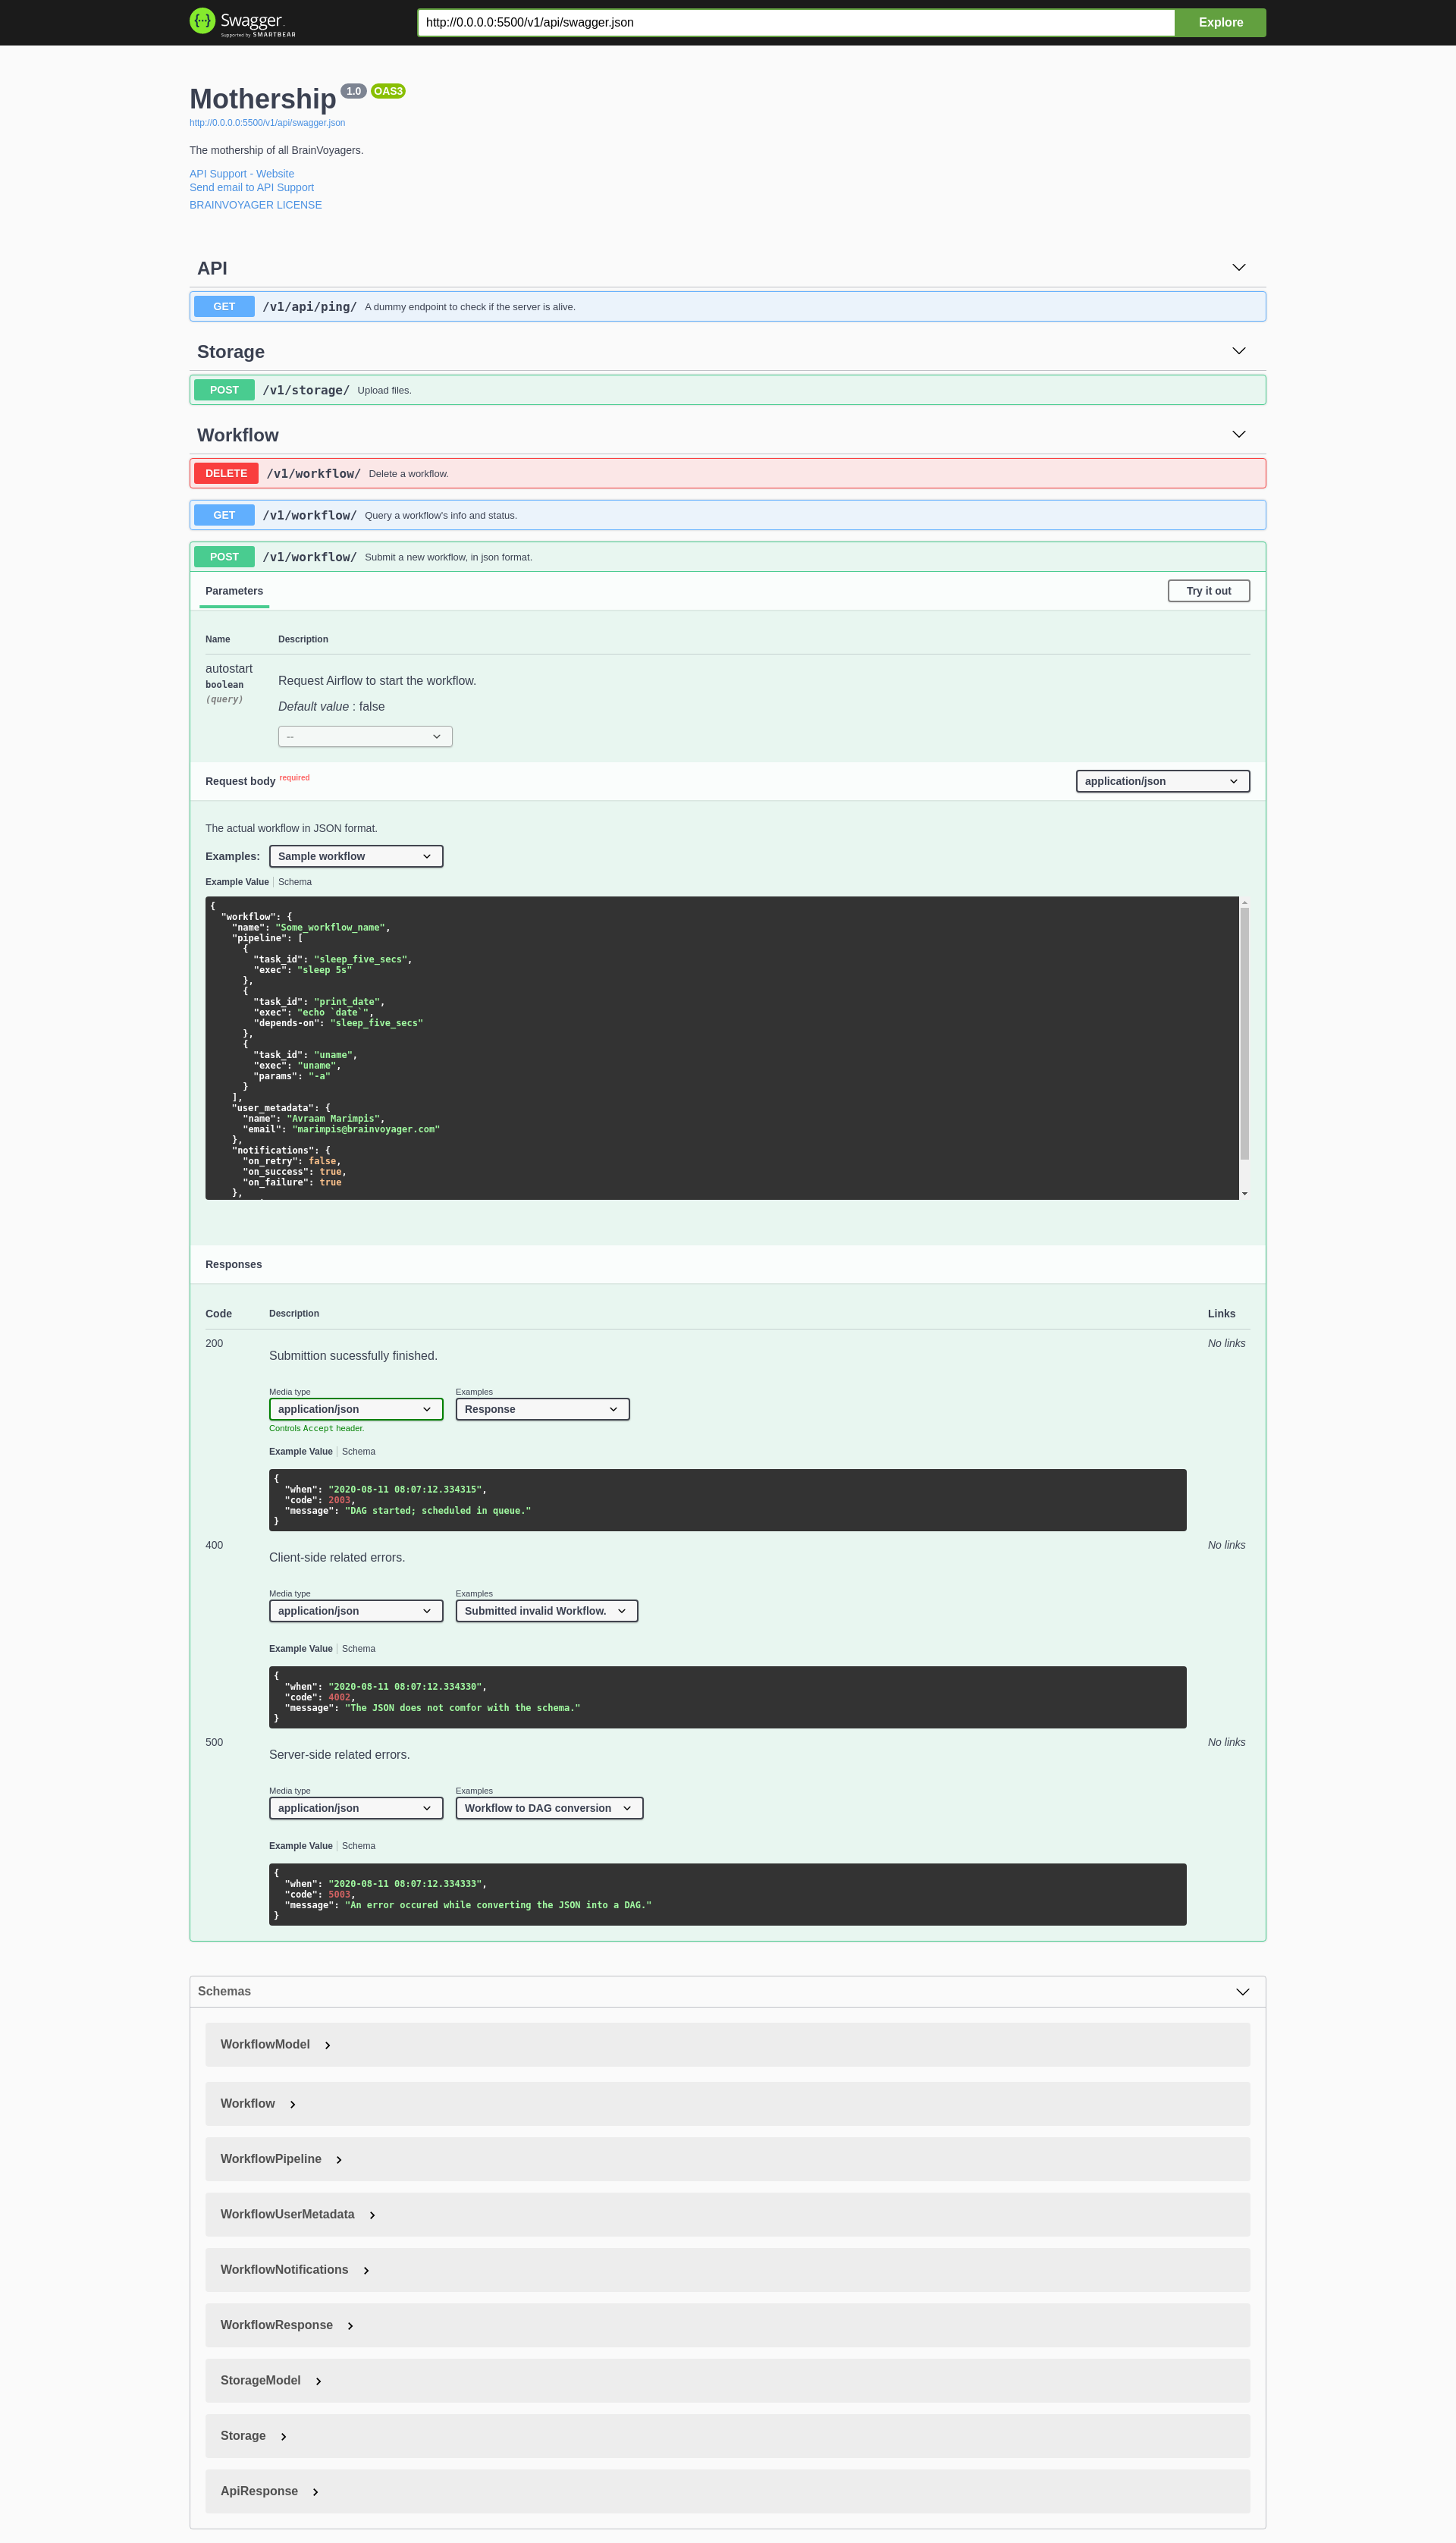 Swagger.
Supported by SMARTBEAR
http://0.0.0.0:5500/v1/api/swagger.json
Explore
Mothership 1.0 OAS3
http://0.0.0.0:5500/v1/api/swagger.json
The mothership of all BrainVoyagers.
API Support - Website
Send email to API Support
BRAINVOYAGER LICENSE
API
GET /v1/api/ping/ A dummy endpoint to check if the server is alive.
Storage
POST /v1/storage/ Upload files.
Workflow
DELETE /v1/workflow/ Delete a workflow.
GET /v1/workflow/ Query a workflow's info and status.
POST /v1/workflow/ Submit a new workflow, in json format.
Parameters Try it out
Name Description
autostart
boolean
(query)
Request Airflow to start the workflow.
Default value : false
--
Request body required application/json
The actual workflow in JSON format.
Examples: Sample workflow
Example Value Schema
{
"workflow": {
"name": "Some_workflow_name",
"pipeline": [
{
"task_id": "sleep_five_secs",
"exec": "sleep 5s"
},
{
"task_id": "print_date",
"exec": "echo `date`",
"depends-on": "sleep_five_secs"
},
{
"task_id": "uname",
"exec": "uname",
"params": "-a"
}
],
"user_metadata": {
"name": "Avraam Marimpis",
"email": "marimpis@brainvoyager.com"
},
"notifications": {
"on_retry": false,
"on_success": true,
"on_failure": true
},
Responses
Code Description Links
200 No links
Submittion sucessfully finished.
Media type Examples
application/json Response
Controls Accept header.
Example Value Schema
{
"when": "2020-08-11 08:07:12.334315",
"code": 2003,
"message": "DAG started; scheduled in queue."
}
400 No links
Client-side related errors.
Media type Examples
application/json Submitted invalid Workflow.
Example Value Schema
{
"when": "2020-08-11 08:07:12.334330",
"code": 4002,
"message": "The JSON does not comfor with the schema."
}
500 No links
Server-side related errors.
Media type Examples
application/json Workflow to DAG conversion
Example Value Schema
{
"when": "2020-08-11 08:07:12.334333",
"code": 5003,
"message": "An error occured while converting the JSON into a DAG."
}
Schemas
WorkflowModel
Workflow
WorkflowPipeline
WorkflowUserMetadata
WorkflowNotifications
WorkflowResponse
StorageModel
Storage
ApiResponse